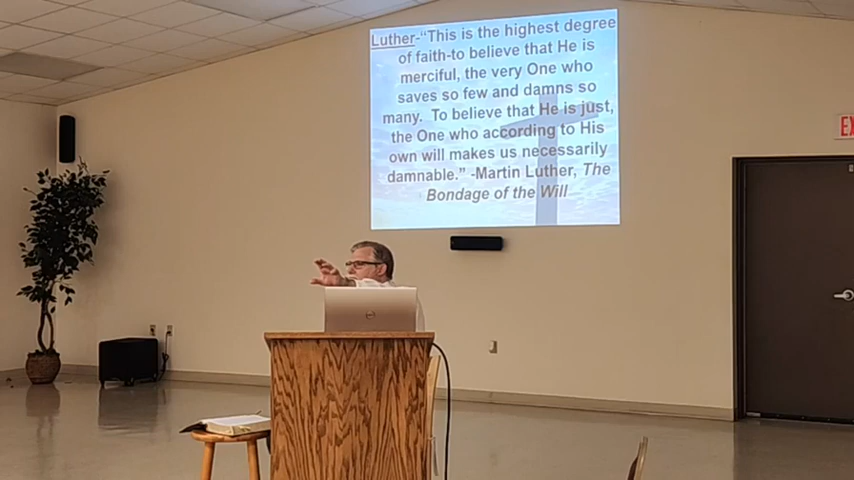 Luther-“This is the highest degree
of faith-to believe that He is
merciful, the very One who
saves so few and damns so
many.  To believe that He is just,
the One who according to His
own will makes us necessarily
damnable.” -Martin Luther, The
Bondage of the Will
DELL